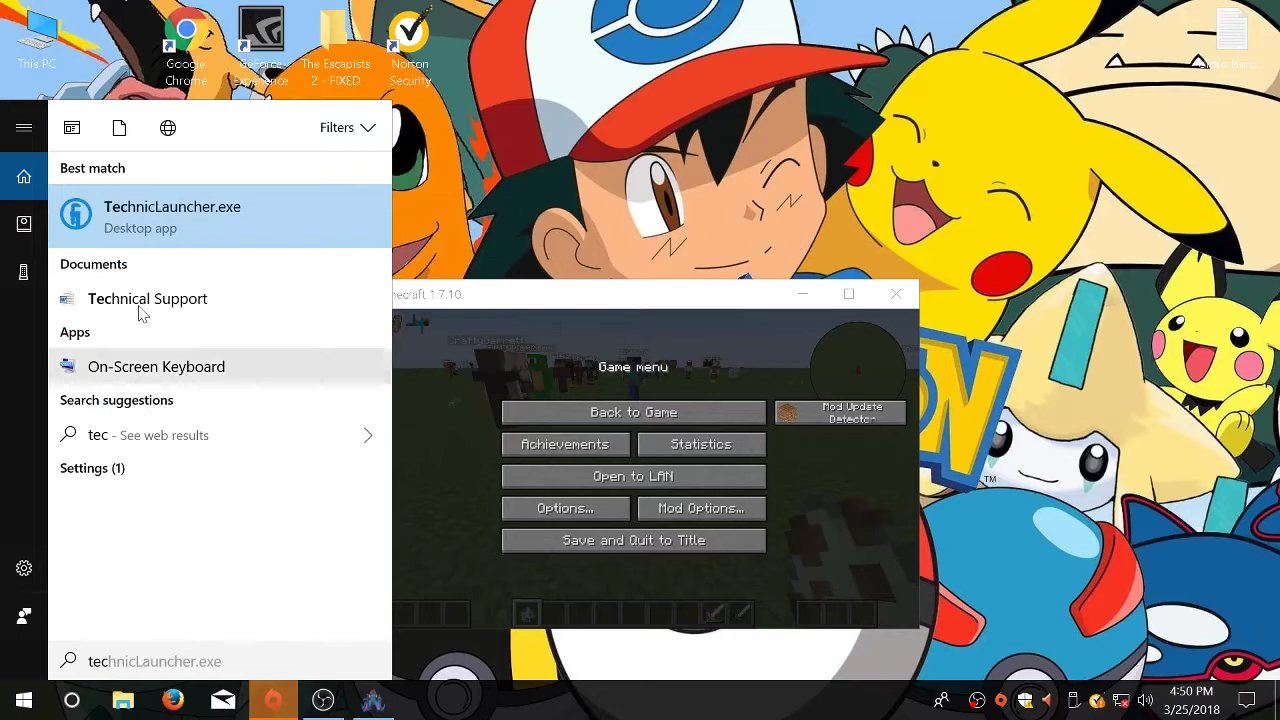 This PC
Google
Chrome
GeForce
Experience
The Escapists
2 - FIXED
Norton
Security
Filters
Best match
TechnicLauncher.exe
Desktop app
Documents
Technical Support
Apps
On-Screen Keyboard
Search suggestions
tec - See web results
Settings (1)
technicLauncher.exe
necraft 1.7.10
Game menu
Back to Game
Mod Update
Detector
Achievements
Statistics
Open to LAN
Options...
Mod Options...
Save and Quit to Title
ON
TM
4:50 PM
3/25/2018